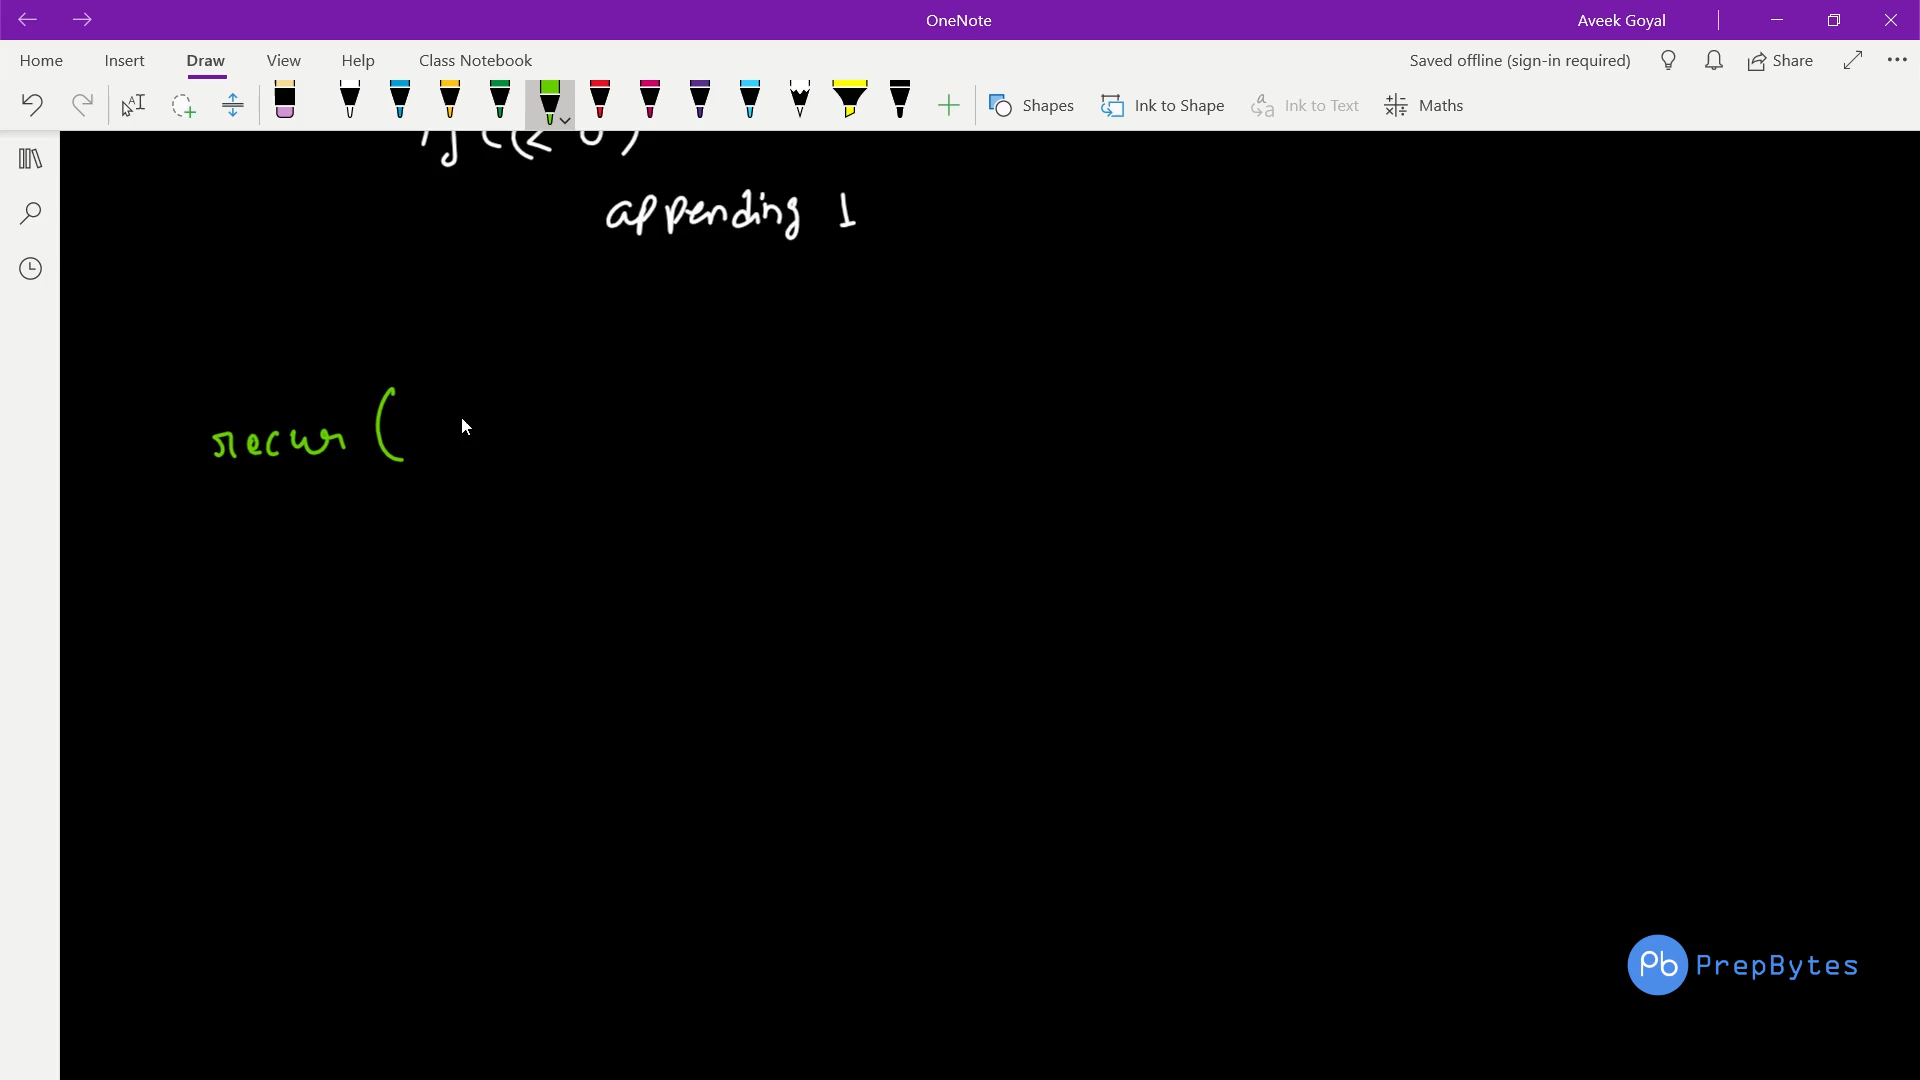 OneNote
Aveek Goyal
Home Insert Draw View Help Class Notebook
Saved offline (sign-in required) Share
Shapes Ink to Shape Ink to Text Maths
appending 1
recur (
Pb PrepBytes